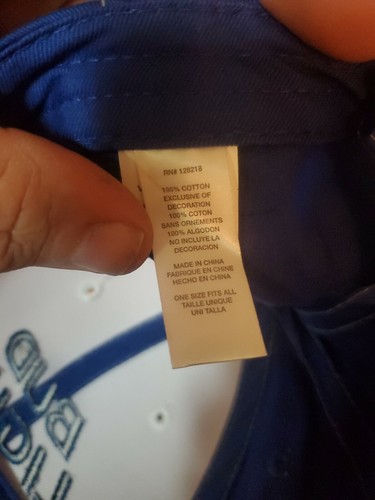 RN# 128218
100% COTTON
EXCLUSIVE OF
DECORATION
100% COTON
SANS ORNEMENTS
100% ALGODON
NO INCLUYE LA
DECORACION
MADE IN CHINA
FABRIQUE EN CHINE
HECHO EN CHINA
ONE SIZE FITS ALL
TAILLE UNIQUE
UNI TALLA